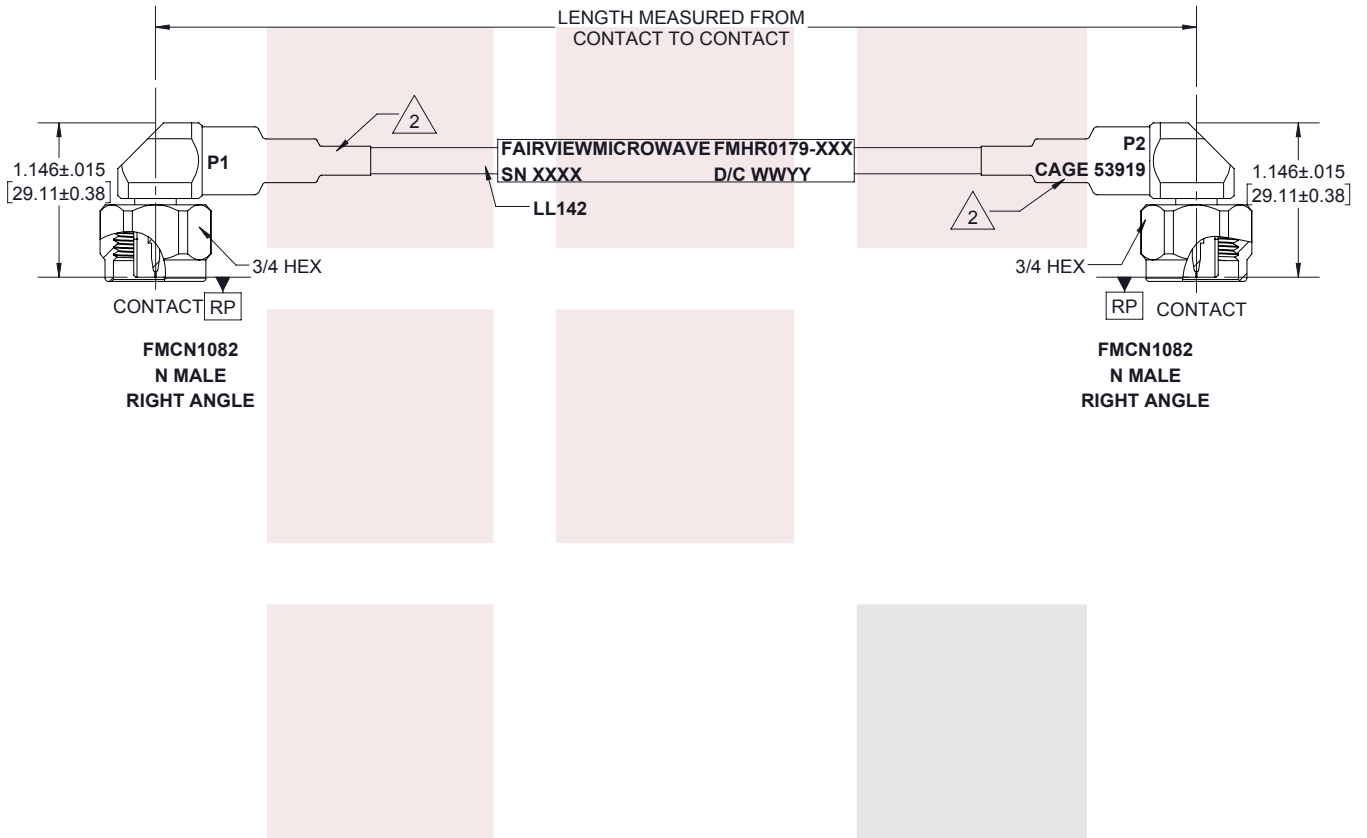 LENGTH MEASURED FROM
CONTACT TO CONTACT
2
1.146±.015
[29.11±0.38]
P1
FAIRVIEWMICROWAVE FMHR0179-XXX
SN XXXX D/C WWYY
P2
CAGE 53919
1.146±.015
[29.11±0.38]
LL142
2
3/4 HEX
3/4 HEX
CONTACT RP
RP CONTACT
FMCN1082
N MALE
RIGHT ANGLE
FMCN1082
N MALE
RIGHT ANGLE